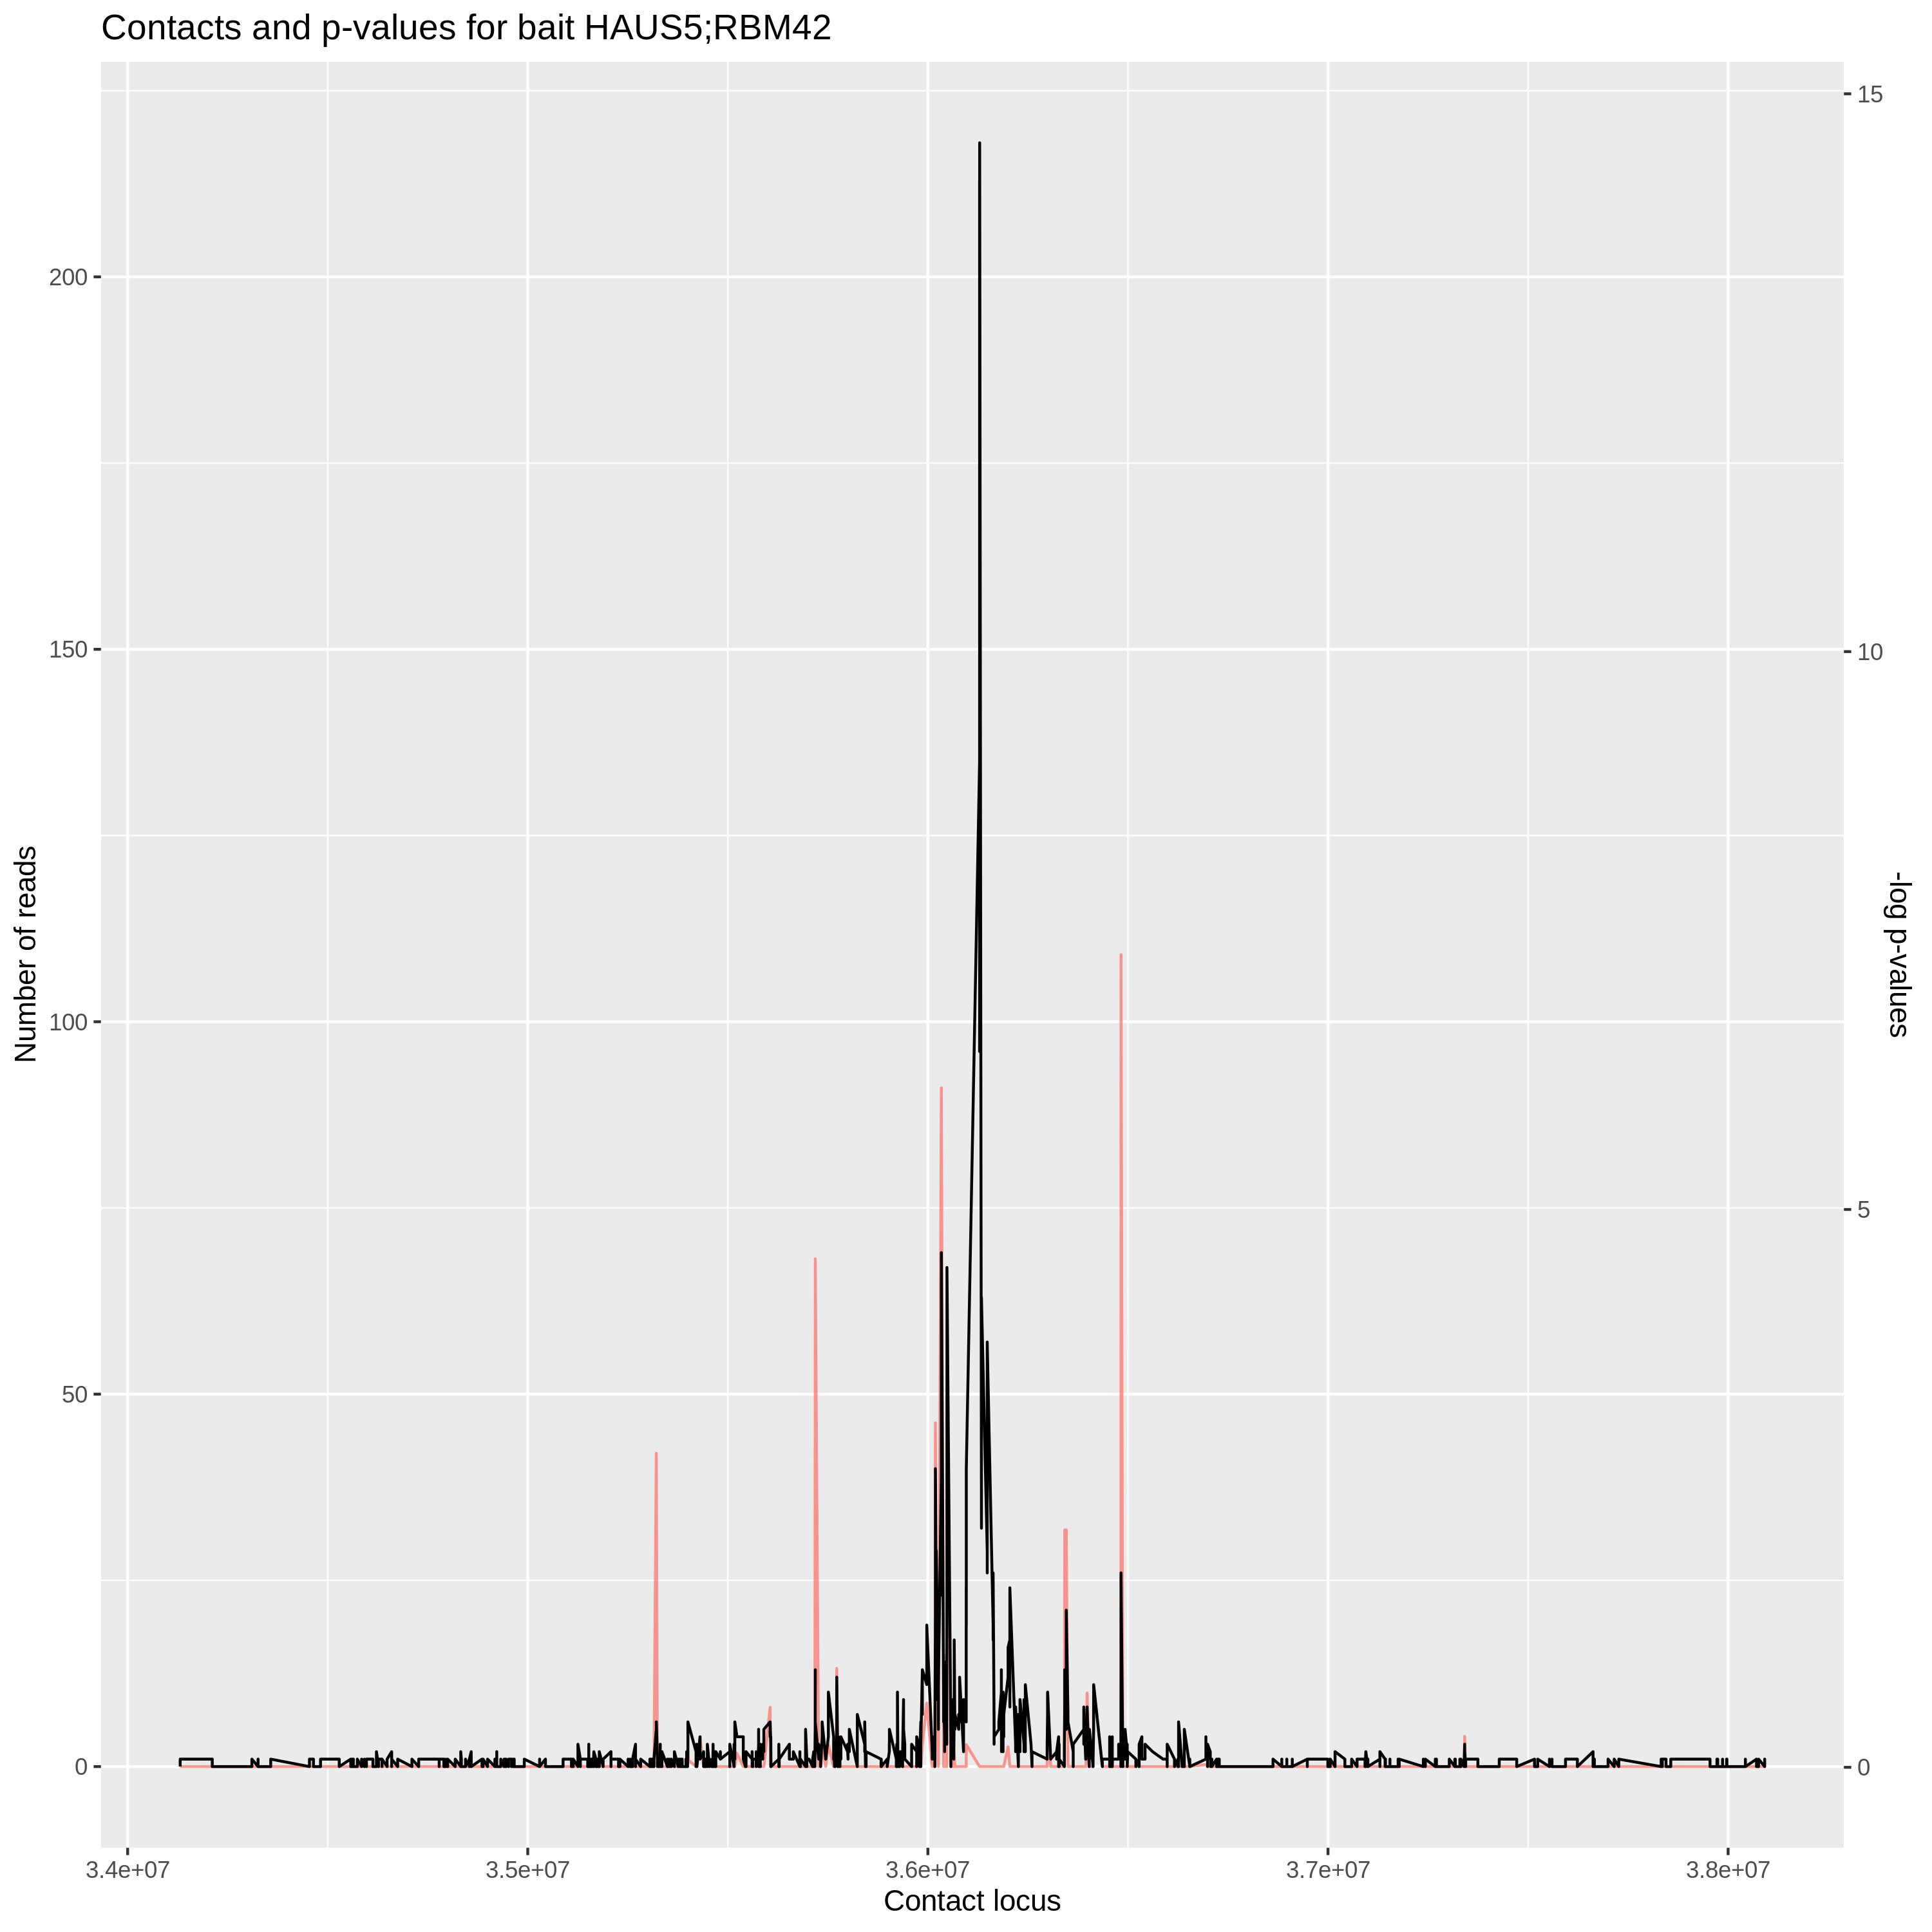 Contacts and p-values for bait HAUS5;RBM42
15
200
150
10
Number of reads
-log p-values
100
5
50
0
0
3.4e+07
3.5e+07
3.6e+07
3.7e+07
3.8e+07
Contact locus